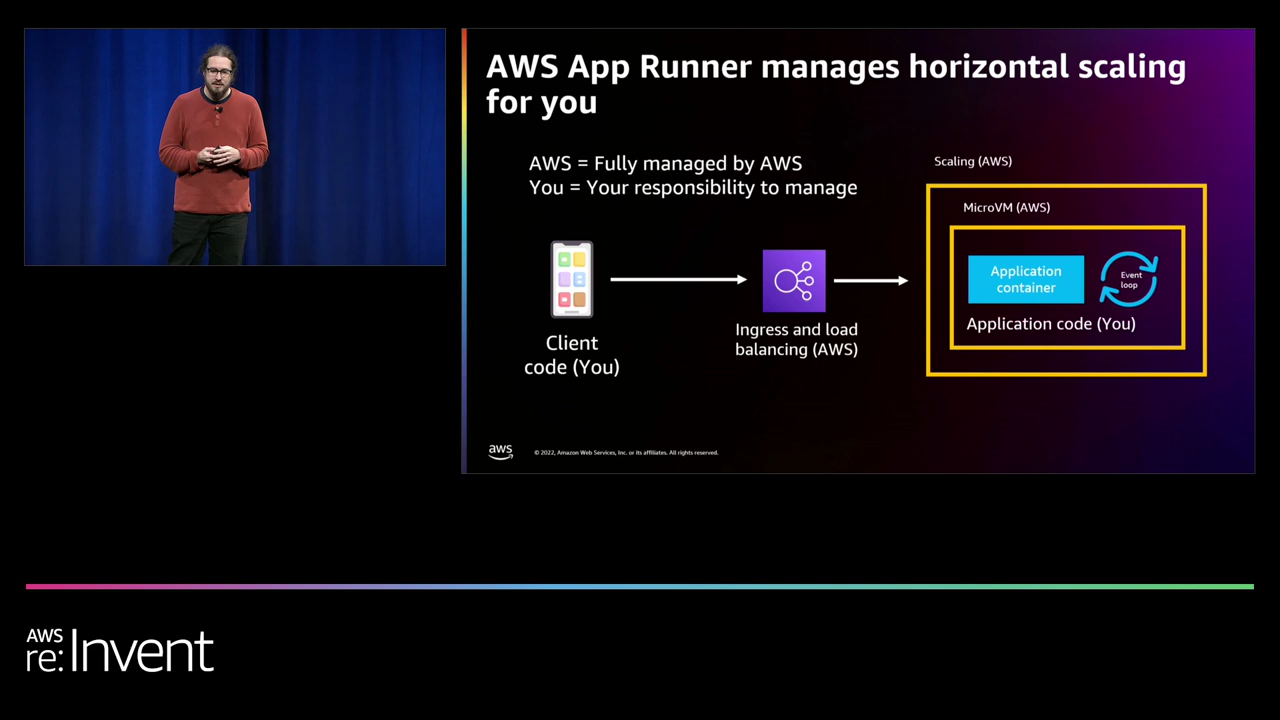 AWS App Runner manages horizontal scaling
for you
AWS = Fully managed by AWS
You = Your responsibility to manage
Scaling (AWS)
MicroVM (AWS)
Application
container
Event
loop
Application code (You)
Client
code (You)
Ingress and load
balancing (AWS)
aws
© 2022, Amazon Web Services, Inc. or its affiliates. All rights reserved.
AWS
re:Invent